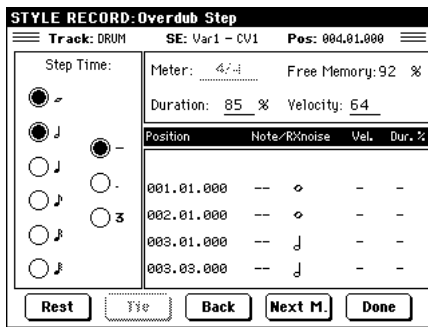 STYLE RECORD:Overdub Step
Track: DRUM SE: Var1 - CV1 Pos: 004.01.000
Step Time:
Meter: 4/4 Free Memory:92 %
Duration: 85 % Velocity: 64
Position Note/RXnoise Vel. Dur.%
001.01.000 -- - -
002.01.000 -- - -
003.01.000 -- - -
003.03.000 -- - -
- 
.
3
Rest Tie Back Next M. Done